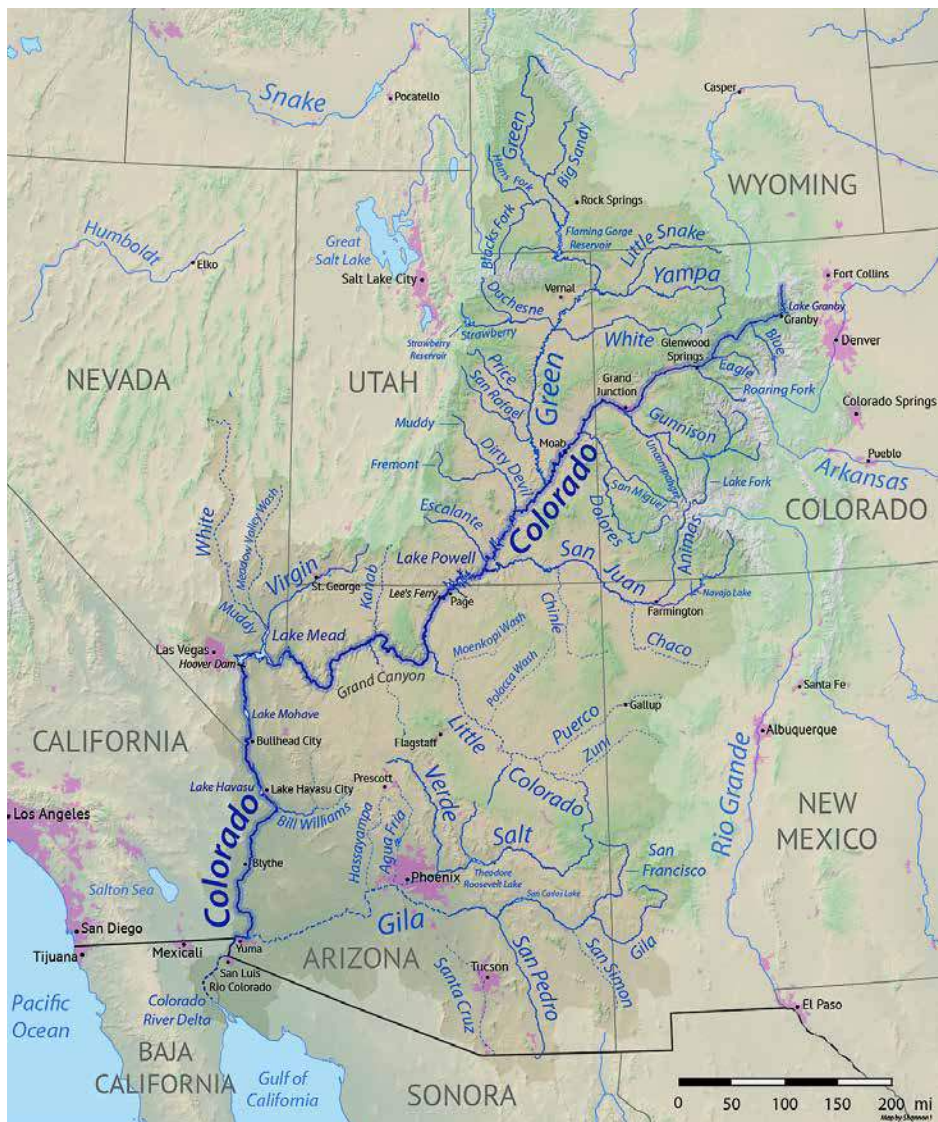 Snake
Pocatello
Casper
Green
Big Sandy
Hams Fork
WYOMING
Rock Springs
Humboldt
Elko
Great
Salt Lake
Salt Lake City
Blacks Fork
Flaming Gorge
Reservoir
Little Snake
Yampa
Fort Collins
Vernal
Duchesne
Strawberry
Strawberry
Reservoir
Lake Granby
Granby
White
Glenwood
Springs
Blue
Denver
NEVADA
UTAH
Price
San Rafael
Green
Grand
Junction
Eagle
Roaring Fork
Colorado Springs
Muddy
Gunnison
Moab
Pueblo
Fremont
Dirty Devil
Uncompahgre
Lake Fork
Arkansas
Colorado
San Miguel
Dolores
COLORADO
White
Meadow Valley Wash
Escalante
Animas
Lake Powell
San
Juan
Virgin
St. George
Kanab
Lee's Ferry
Page
Navajo Lake
Farmington
Muddy
Chinle
Lake Mead
Moenkopi Wash
Chaco
Las Vegas
Hoover Dam
Grand Canyon
Polacca Wash
Santa Fe
Lake Mohave
Gallup
CALIFORNIA
Bullhead City
Flagstaff
Little
Puerco
Zuni
Albuquerque
Lake Havasu
Lake Havasu City
Prescott
Verde
Colorado
Rio Grande
NEW
MEXICO
Los Angeles
Colorado
Bill Williams
Hassayampa
Agua Fria
Salt
Blythe
Phoenix
Theodore
Roosevelt Lake
San
Francisco
Salton Sea
San Carlos Lake
San Diego
Gila
Gila
Tijuana
Mexicali
Yuma
ARIZONA
San Luis
Rio Colorado
Tucson
Santa Cruz
San Pedro
San Simon
Pacific
Ocean
Colorado
River Delta
El Paso
BAJA
CALIFORNIA
Gulf of
California
SONORA
0 50 100 150 200 mi
Map by Shannon1